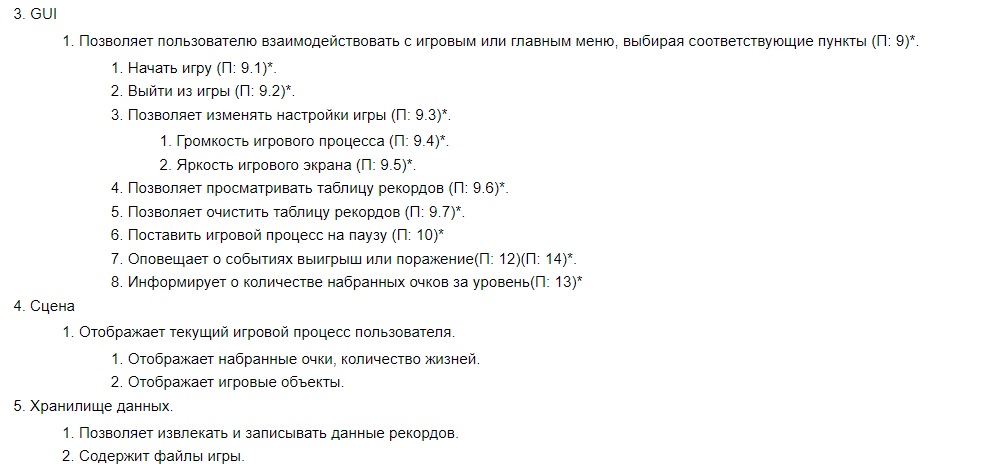 3. GUI
1. Позволяет пользователю взаимодействовать с игровым или главным меню, выбирая соответствующие пункты (П: 9)*.
1. Начать игру (П: 9.1)*.
2. Выйти из игры (П: 9.2)*.
3. Позволяет изменять настройки игры (П: 9.3)*.
1. Громкость игрового процесса (П: 9.4)*.
2. Яркость игрового экрана (П: 9.5)*.
4. Позволяет просматривать таблицу рекордов (П: 9.6)*.
5. Позволяет очистить таблицу рекордов (П: 9.7)*.
6. Поставить игровой процесс на паузу (П: 10)*
7. Оповещает о событиях выигрыш или поражение(П: 12)(П: 14)*.
8. Информирует о количестве набранных очков за уровень(П: 13)*
4. Сцена
1. Отображает текущий игровой процесс пользователя.
1. Отображает набранные очки, количество жизней.
2. Отображает игровые объекты.
5. Хранилище данных.
1. Позволяет извлекать и записывать данные рекордов.
2. Содержит файлы игры.